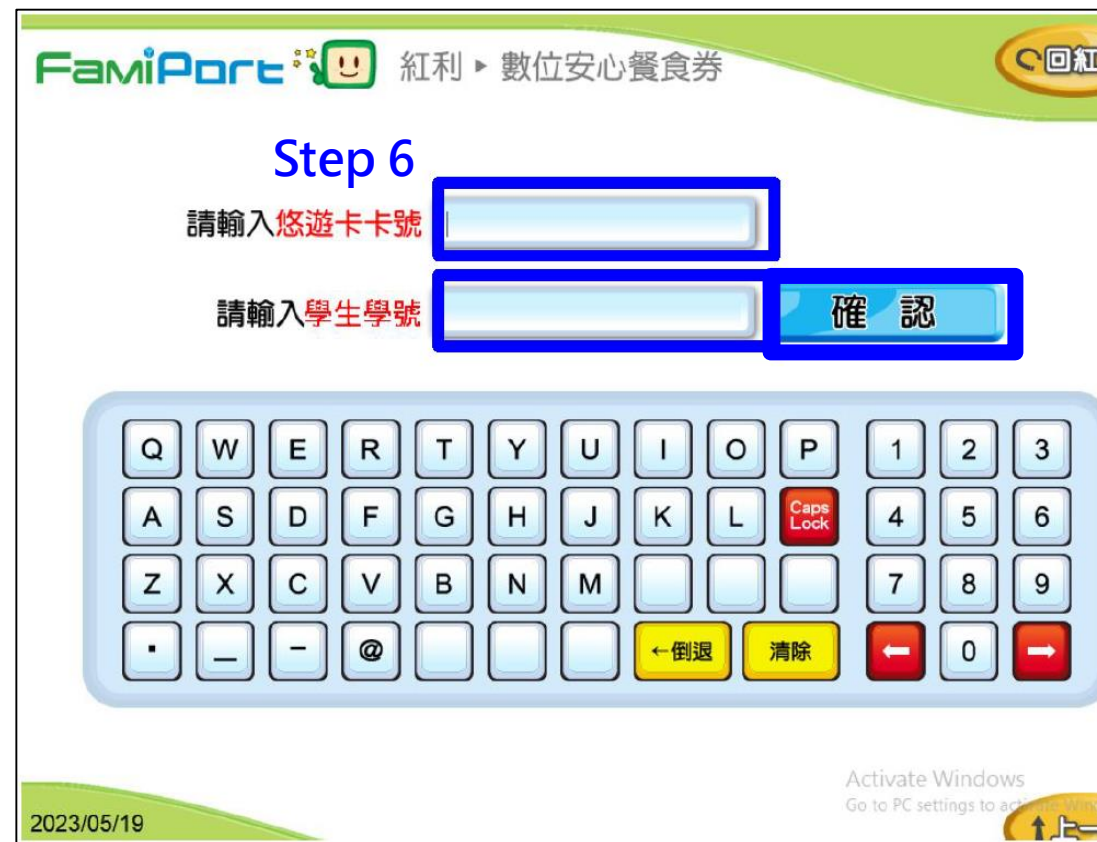 FamiPort 紅利 ▸ 數位安心餐食券
回紅
Step 6
請輸入悠遊卡卡號
請輸入學生學號 確 認
Q W E R T Y U I O P 1 2 3
A S D F G H J K L Caps Lock 4 5 6
Z X C V B N M 7 8 9
. _ - @ ←倒退 清除 ← 0 →
Activate Windows
Go to PC settings to activate Win
2023/05/19
↑上一